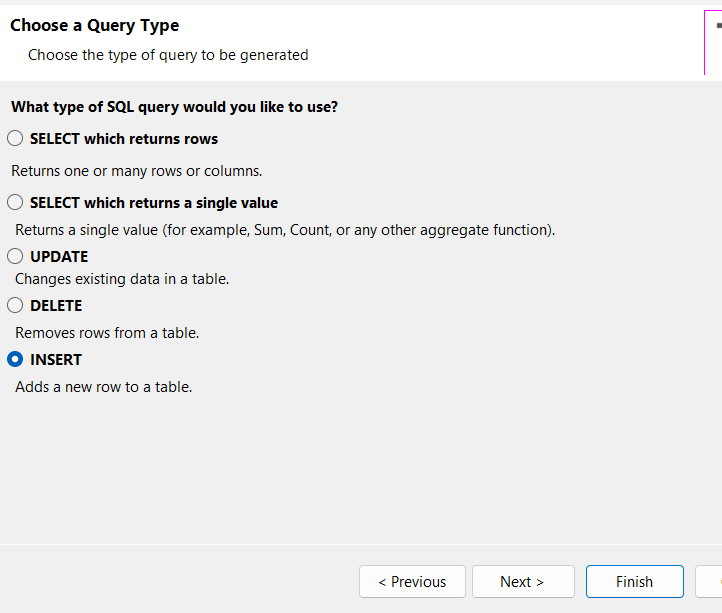 Choose a Query Type
Choose the type of query to be generated
What type of SQL query would you like to use?
SELECT which returns rows
Returns one or many rows or columns.
SELECT which returns a single value
Returns a single value (for example, Sum, Count, or any other aggregate function).
UPDATE
Changes existing data in a table.
DELETE
Removes rows from a table.
INSERT
Adds a new row to a table.
< Previous
Next >
Finish